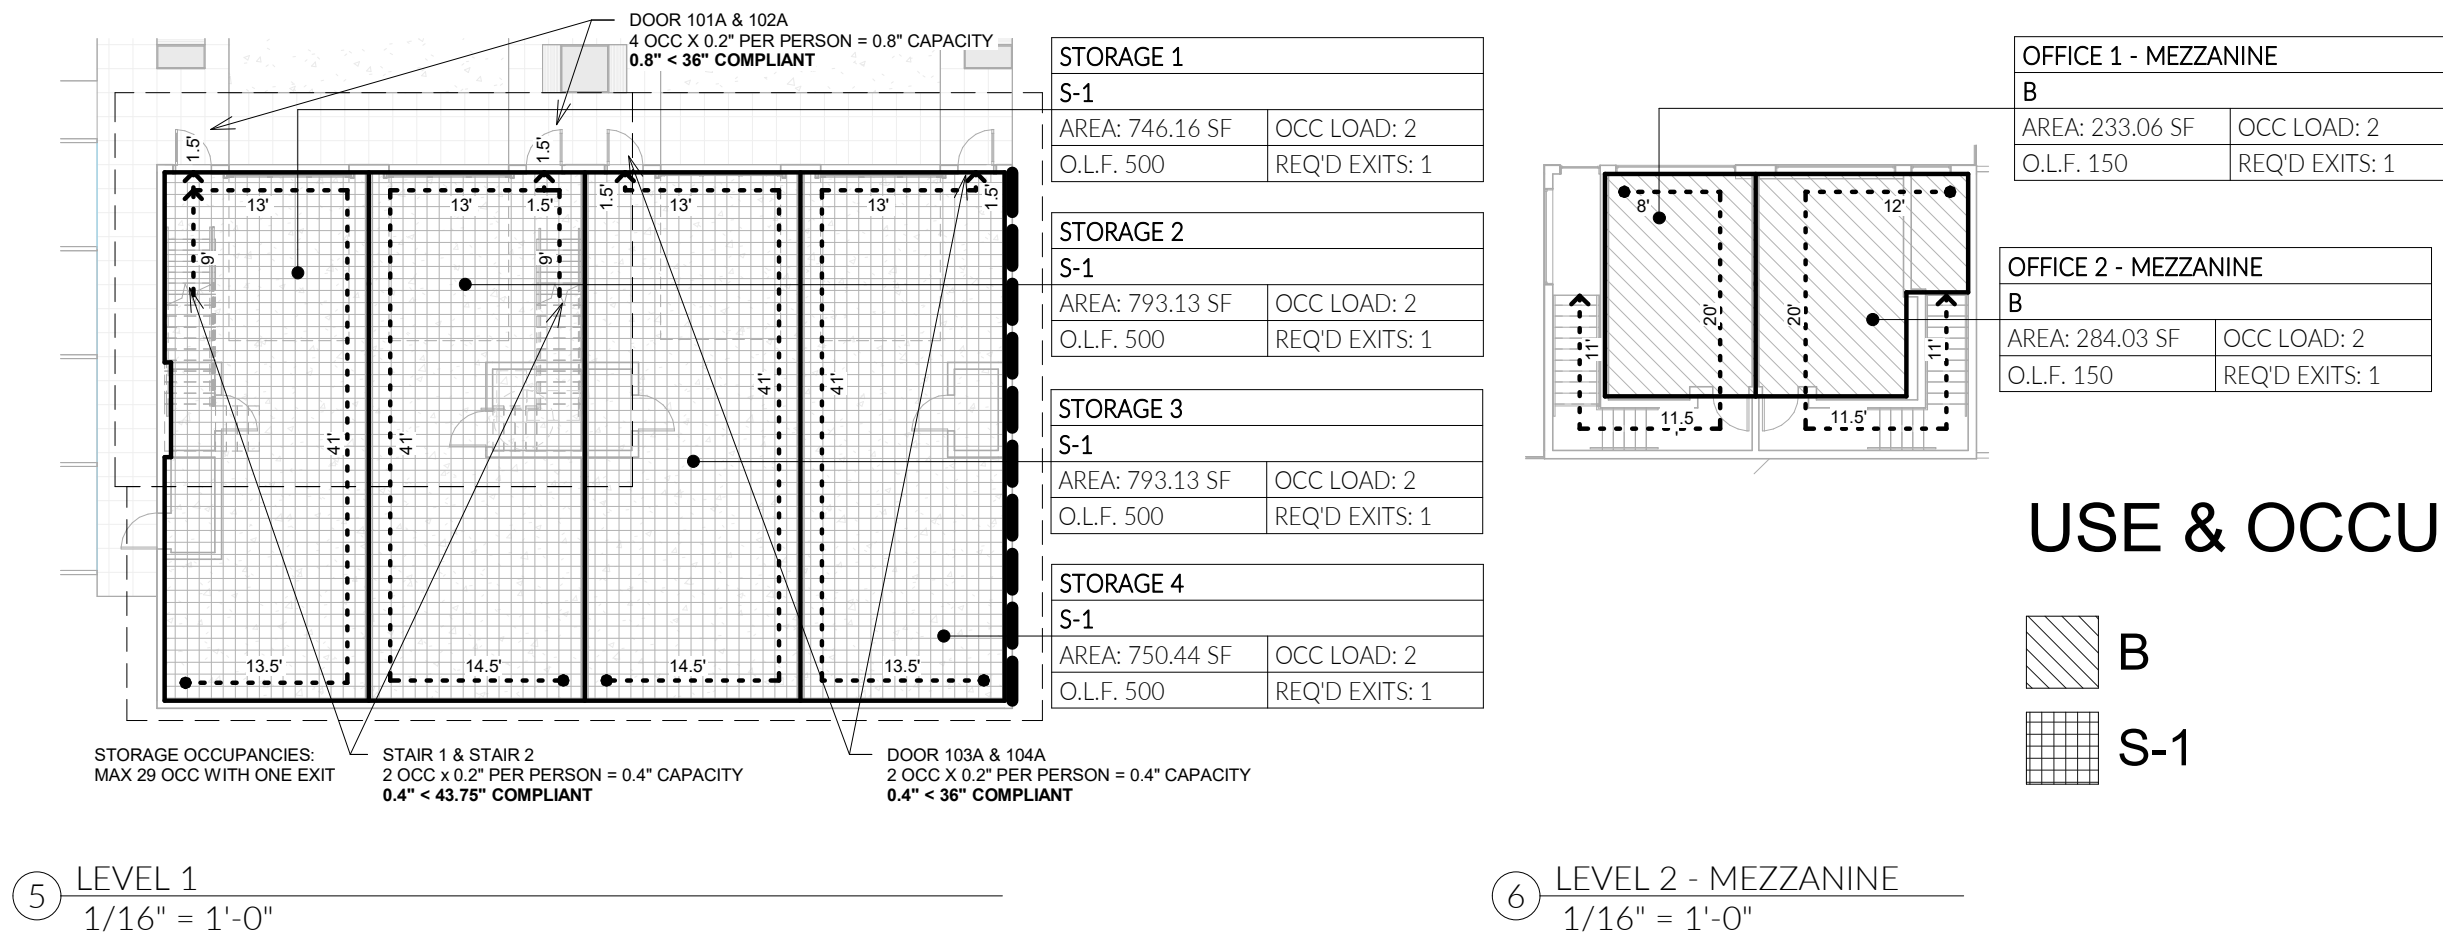 DOOR 101A & 102A
4 OCC X 0.2" PER PERSON = 0.8" CAPACITY
0.8" < 36" COMPLIANT
STORAGE 1
S-1
AREA: 746.16 SF OCC LOAD: 2
O.L.F. 500 REQ'D EXITS: 1
STORAGE 2
S-1
AREA: 793.13 SF OCC LOAD: 2
O.L.F. 500 REQ'D EXITS: 1
STORAGE 3
S-1
AREA: 793.13 SF OCC LOAD: 2
O.L.F. 500 REQ'D EXITS: 1
STORAGE 4
S-1
AREA: 750.44 SF OCC LOAD: 2
O.L.F. 500 REQ'D EXITS: 1
1.5'
1.5'
13'
13'
1.5'
1.5'
13'
13'
1.5'
9'
9'
41'
41'
41'
41'
13.5'
14.5'
14.5'
13.5'
STORAGE OCCUPANCIES:
MAX 29 OCC WITH ONE EXIT
STAIR 1 & STAIR 2
2 OCC x 0.2" PER PERSON = 0.4" CAPACITY
0.4" < 43.75" COMPLIANT
DOOR 103A & 104A
2 OCC X 0.2" PER PERSON = 0.4" CAPACITY
0.4" < 36" COMPLIANT
5
LEVEL 1
1/16" = 1'-0"
OFFICE 1 - MEZZANINE
B
AREA: 233.06 SF OCC LOAD: 2
O.L.F. 150 REQ'D EXITS: 1
OFFICE 2 - MEZZANINE
B
AREA: 284.03 SF OCC LOAD: 2
O.L.F. 150 REQ'D EXITS: 1
8'
12'
20'
20'
11'
11'
11.5'
11.5'
USE & OCCU
B
S-1
6
LEVEL 2 - MEZZANINE
1/16" = 1'-0"